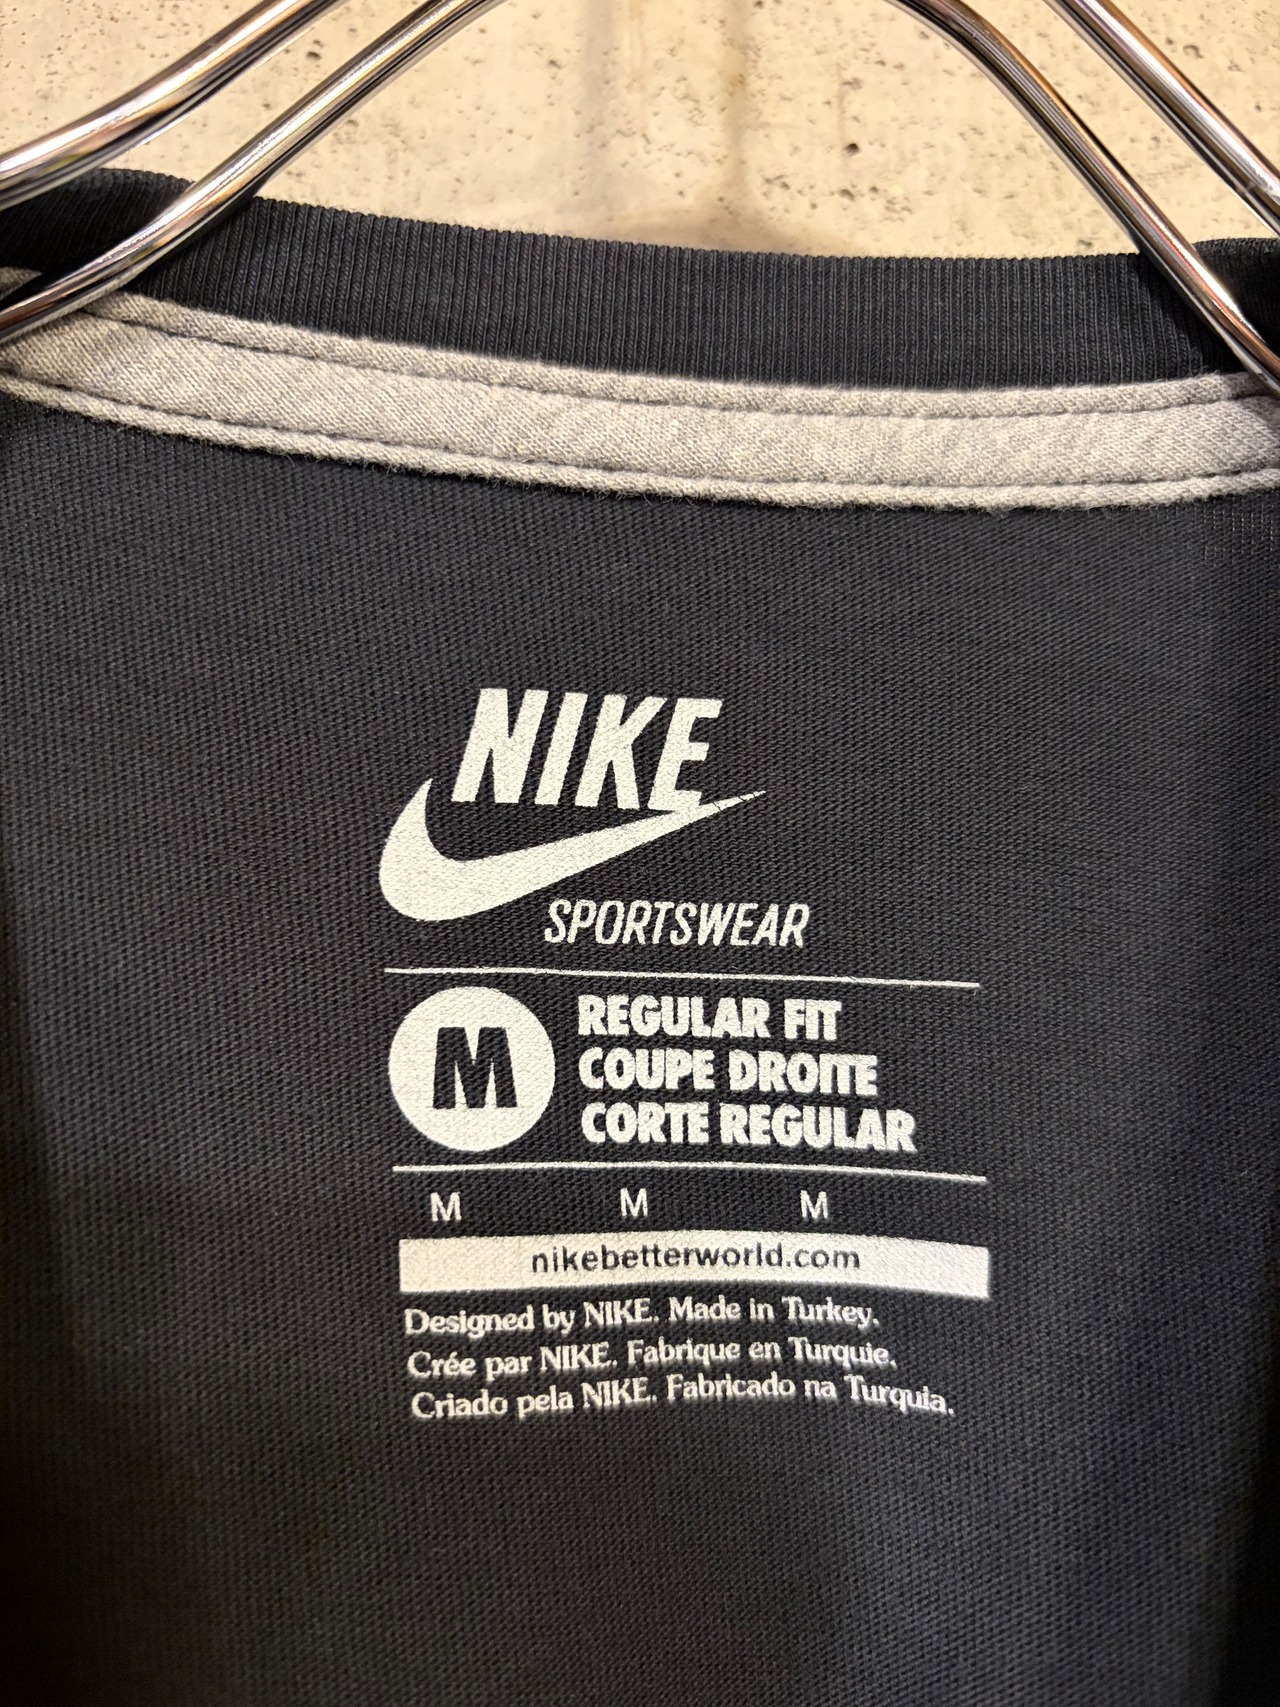 NIKE
SPORTSWEAR
M
REGULAR FIT
COUPE DROITE
CORTE REGULAR
M M M
nikebetterworld.com
Designed by NIKE. Made in Turkey.
Crée par NIKE. Fabrique en Turquie.
Criado pela NIKE. Fabricado na Turquia.